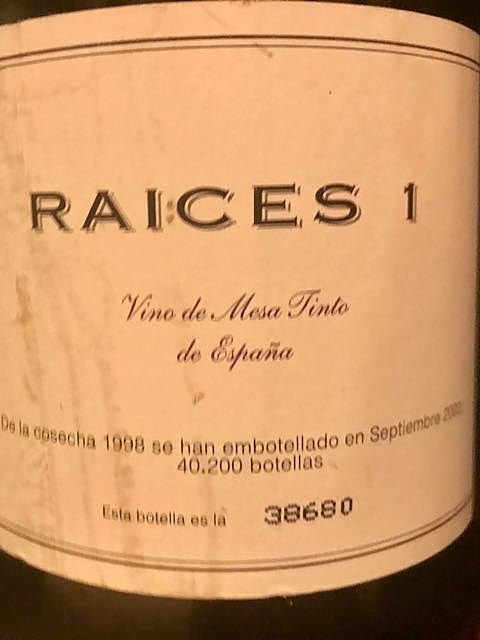 RAICES 1
Vino de Mesa Tinto
de España
De la cosecha 1998 se han embotellado en Septiembre
40.200 botellas
Esta botella es la 38680